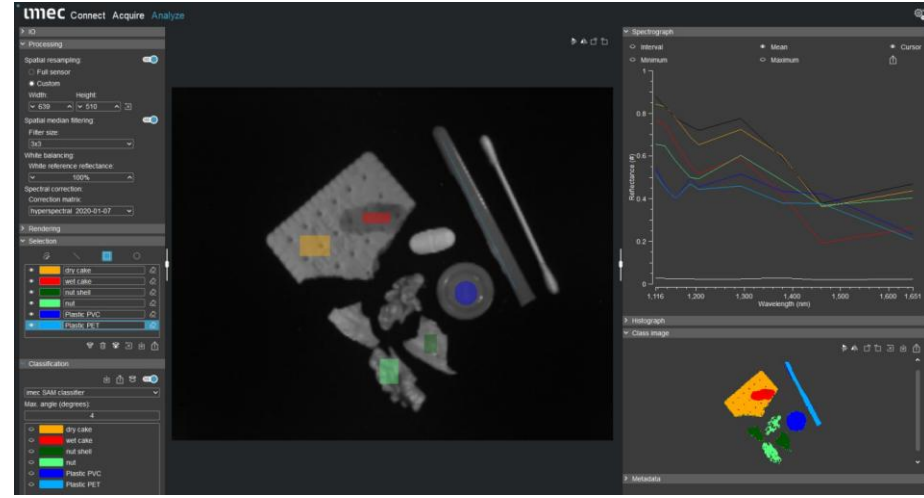 imec Connect Acquire Analyze
IO
Processing
Spatial resampling:
Full sensor
Custom
Width: Height:
639 510
Spatial median filtering:
Filter size:
3x3
White balancing:
White reference reflectance:
100%
Spectral correction:
Correction matrix:
hyperspectral 2020-01-07
Rendering
Selection
dry cake
wet cake
nut shell
nut
Plastic PVC
Plastic PET
Classification
imec SAM classifier
Max. angle (degrees):
4
dry cake
wet cake
nut shell
nut
Plastic PVC
Plastic PET
Spectrograph
Interval Mean Cursor
Minimum Maximum
Reflectance (#)
1
0.8
0.6
0.4
0.2
0
1,116 1,200 1,300 1,400 1,500 1,600 1,651
Wavelength (nm)
Histograph
Class image
Metadata